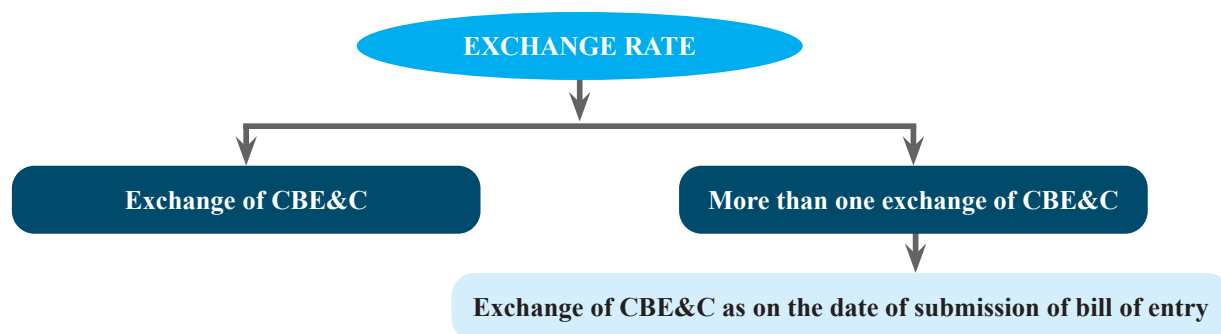 EXCHANGE RATE
Exchange of CBE&C
More than one exchange of CBE&C
Exchange of CBE&C as on the date of submission of bill of entry